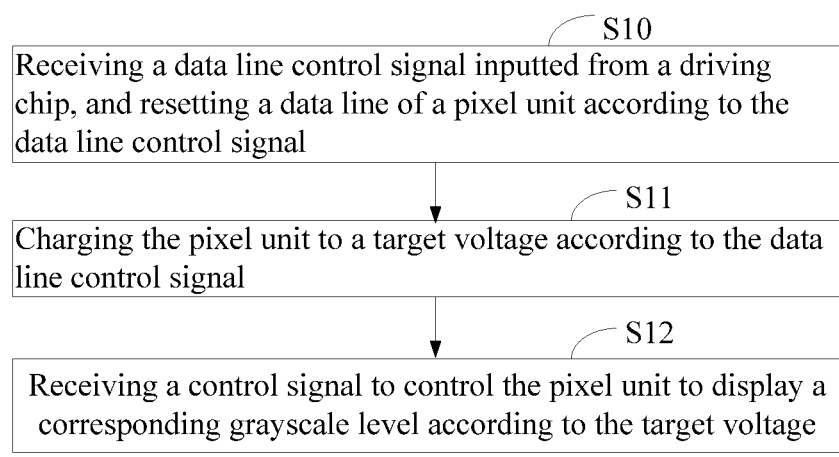 S10
Receiving a data line control signal inputted from a driving
chip, and resetting a data line of a pixel unit according to the
data line control signal
S11
Charging the pixel unit to a target voltage according to the data
line control signal
S12
Receiving a control signal to control the pixel unit to display a
corresponding grayscale level according to the target voltage